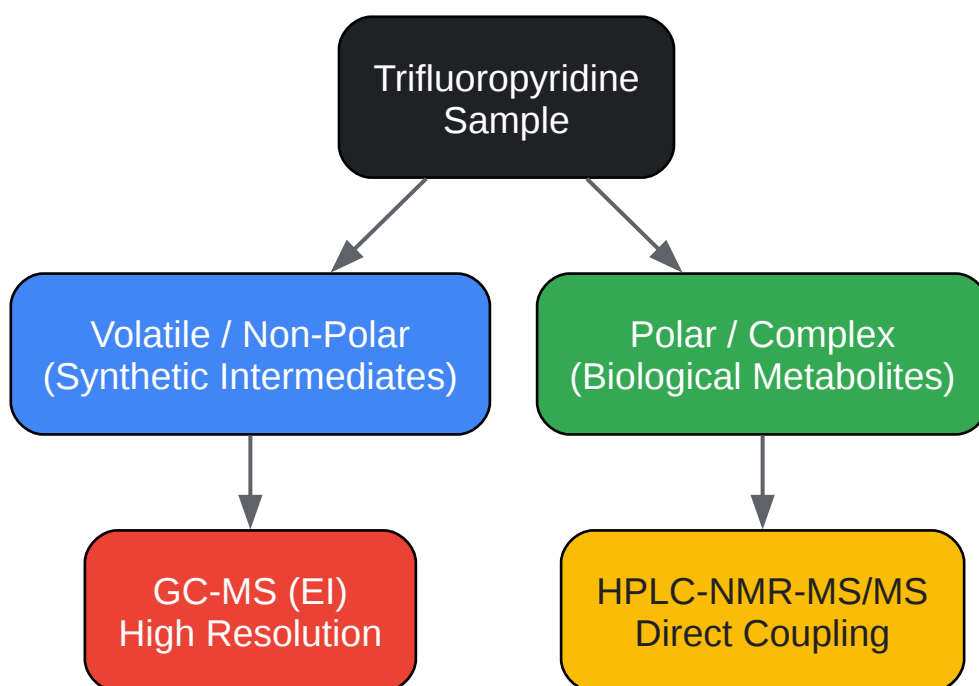 Trifluoropyridine
Sample
Volatile / Non-Polar
(Synthetic Intermediates)
Polar / Complex
(Biological Metabolites)
GC-MS (EI)
High Resolution
HPLC-NMR-MS/MS
Direct Coupling